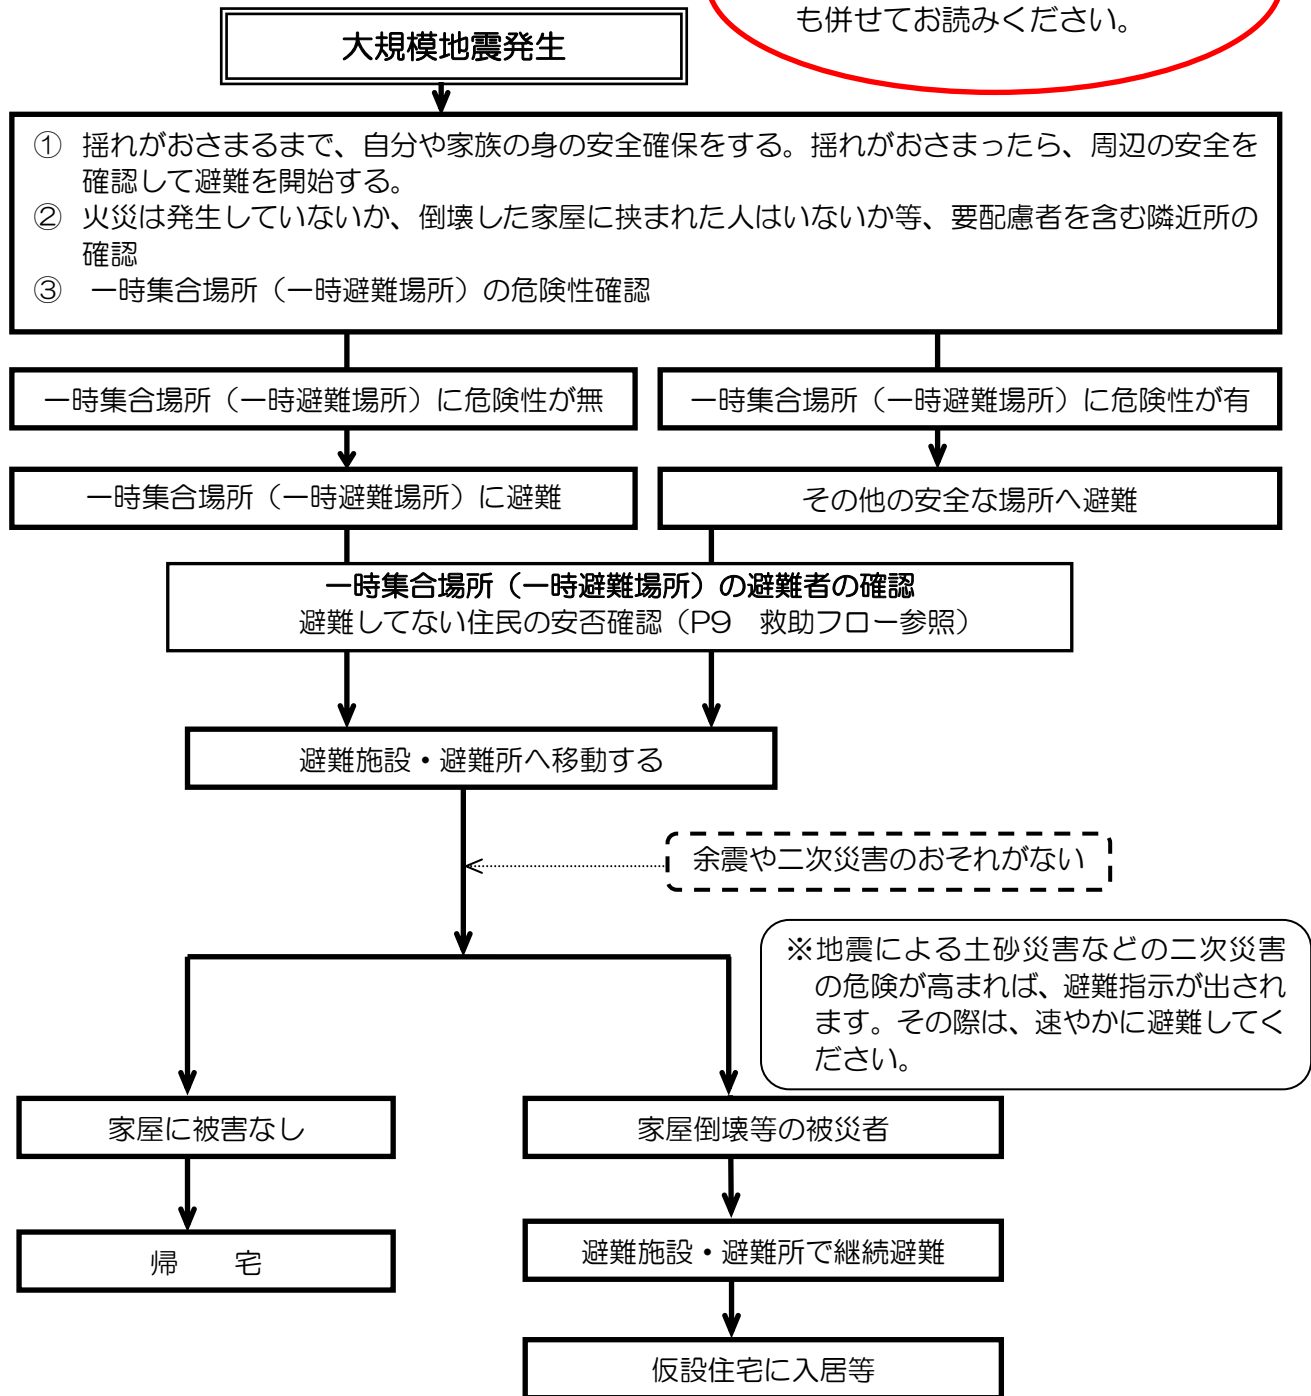 も併せてお読みください。
大規模地震発生
① 揺れがおさまるまで、自分や家族の身の安全確保をする。揺れがおさまったら、周辺の安全を
確認して避難を開始する。
② 火災は発生していないか、倒壊した家屋に挟まれた人はいないか等、要配慮者を含む隣近所の
確認
③ 一時集合場所（一時避難場所）の危険性確認
一時集合場所（一時避難場所）に危険性が無
一時集合場所（一時避難場所）に危険性が有
一時集合場所（一時避難場所）に避難
その他の安全な場所へ避難
一時集合場所（一時避難場所）の避難者の確認
避難してない住民の安否確認（P9 救助フロー参照）
避難施設・避難所へ移動する
余震や二次災害のおそれがない
※地震による土砂災害などの二次災害
の危険が高まれば、避難指示が出され
ます。その際は、速やかに避難してく
ださい。
家屋に被害なし
家屋倒壊等の被災者
帰 宅
避難施設・避難所で継続避難
仮設住宅に入居等